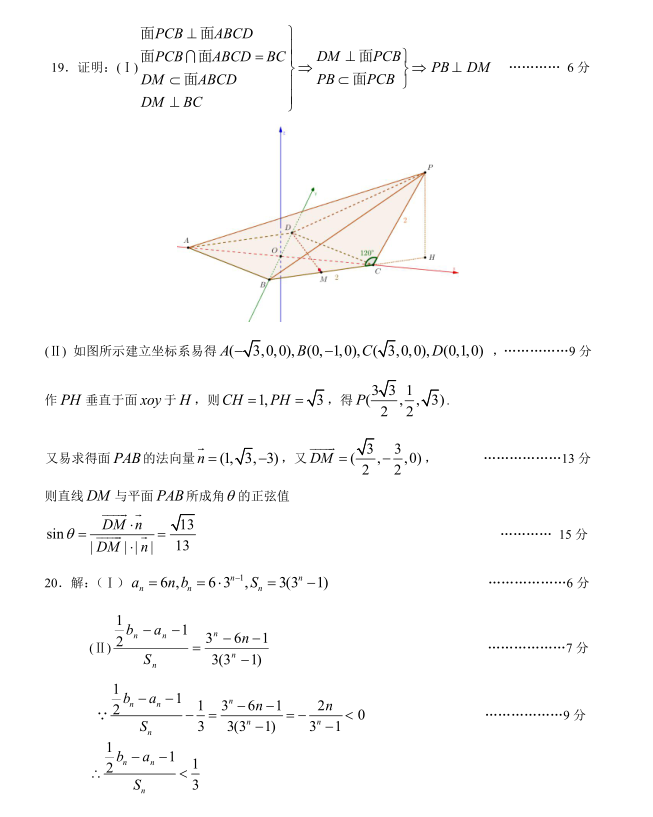 19．证明：(Ⅰ) 面PCB ⊥ 面ABCD
面PCB ∩ 面ABCD = BC
DM ⊂ 面ABCD
DM ⊥ BC
} ⇒ DM ⊥ 面PCB
PB ⊂ 面PCB } ⇒ PB ⊥ DM ………… 6分
P
A
D
O
B
M
C
H
120°
2
2
(Ⅱ) 如图所示建立坐标系易得 A(−√3,0,0), B(0,−1,0), C(√3,0,0), D(0,1,0) ，……………9分
作 PH 垂直于面 xoy 于 H ，则 CH = 1, PH = √3 ，得 P(3√3/2, 1/2, √3) .
又易求得面 PAB 的法向量 n⃗ = (1, √3, −3) ，又 DM⃗ = (√3/2, −3/2, 0) ， ………………13分
则直线 DM 与平面 PAB 所成角 θ 的正弦值
sin θ = (DM⃗ · n⃗)/(| DM⃗ | · | n⃗ |) = √13/13 ………… 15分
20．解：(Ⅰ) aₙ = 6n, bₙ = 6 · 3ⁿ⁻¹, Sₙ = 3(3ⁿ − 1) ………………6分
(Ⅱ) (1/2 bₙ − aₙ − 1)/Sₙ = (3ⁿ − 6n − 1)/(3(3ⁿ − 1)) ………………7分
∵ (1/2 bₙ − aₙ − 1)/Sₙ − 1/3 = (3ⁿ − 6n − 1)/(3(3ⁿ − 1)) = − 2n/(3ⁿ − 1) < 0 ………………9分
∴ (1/2 bₙ − aₙ − 1)/Sₙ < 1/3